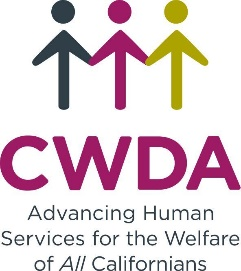 CWDA
Advancing Human
Services for the Welfare
of All Californians